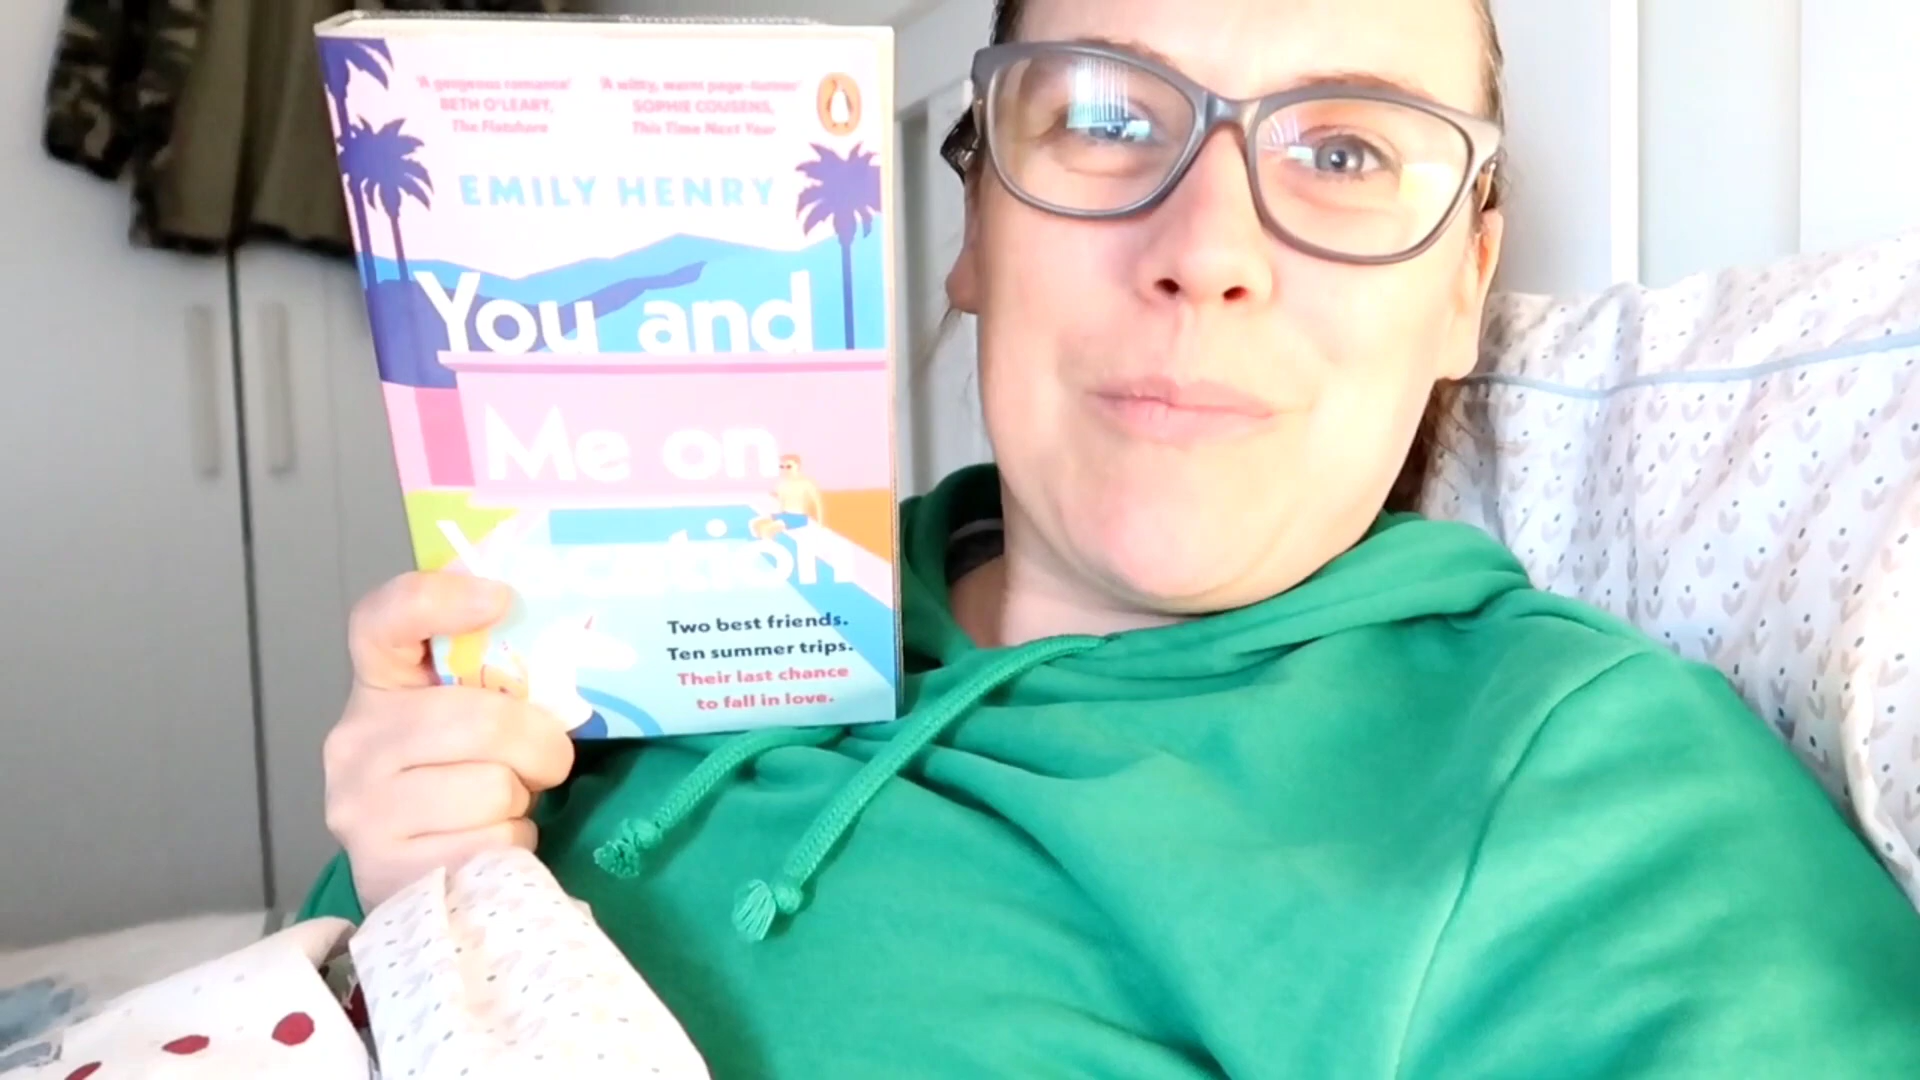 'A gorgeous romance'
BETH O'LEARY,
The Flatshare
'A witty, warm page-turner'
SOPHIE COUSENS,
This Time Next Year
EMILY HENRY
You and
Me on
Vacation
Two best friends.
Ten summer trips.
Their last chance
to fall in love.